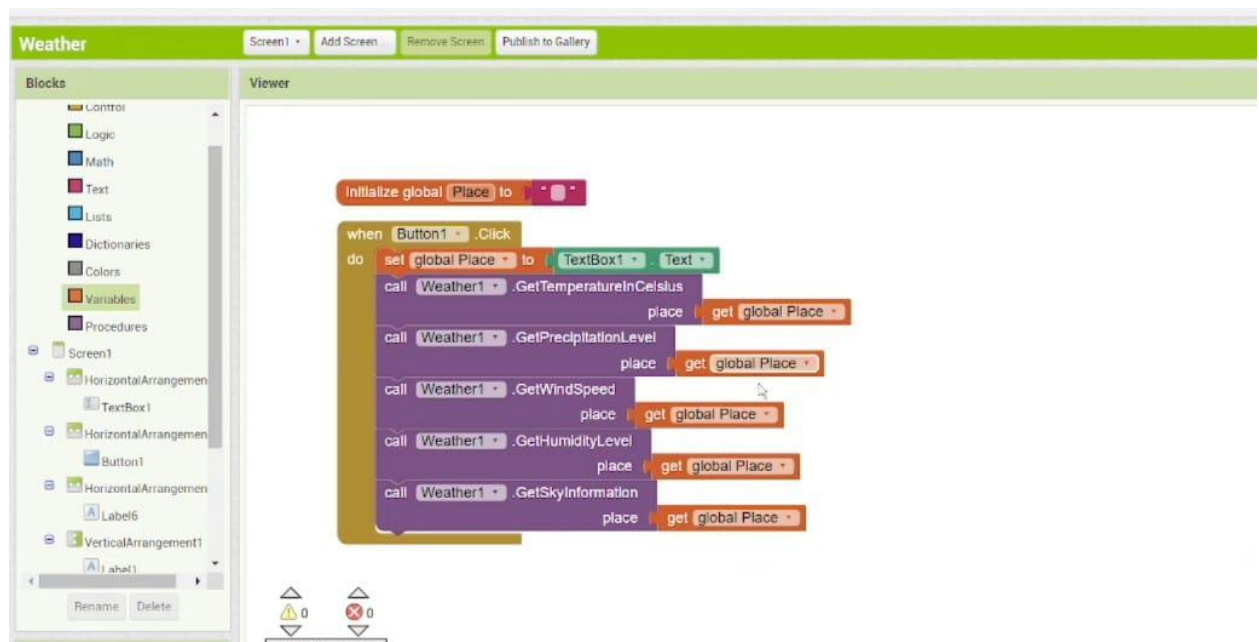 Weather
Screen1
Add Screen ...
Remove Screen
Publish to Gallery
Blocks
Viewer
Control
Logic
Math
Text
Lists
Dictionaries
Colors
Variables
Procedures
Screen1
HorizontalArrangemen
TextBox1
HorizontalArrangemen
Button1
HorizontalArrangemen
Label6
VerticalArrangement1
Label1
Rename Delete
initialize global Place to " "
when Button1 .Click
do set global Place to TextBox1 . Text
call Weather1 .GetTemperatureInCelsius
place get global Place
call Weather1 .GetPrecipitationLevel
place get global Place
call Weather1 .GetWindSpeed
place get global Place
call Weather1 .GetHumidityLevel
place get global Place
call Weather1 .GetSkyInformation
place get global Place
0 0